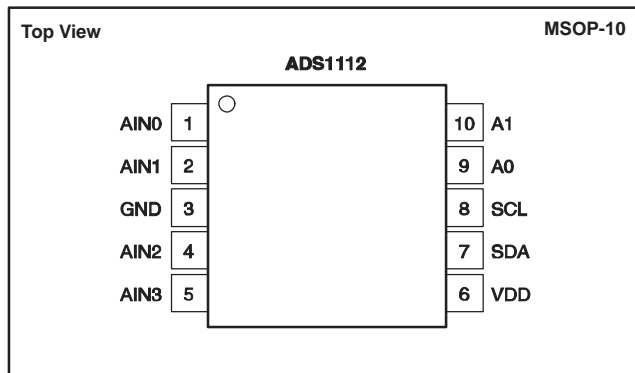 Top View MSOP-10
ADS1112
AIN0 1 10 A1
AIN1 2 9 A0
GND 3 8 SCL
AIN2 4 7 SDA
AIN3 5 6 VDD